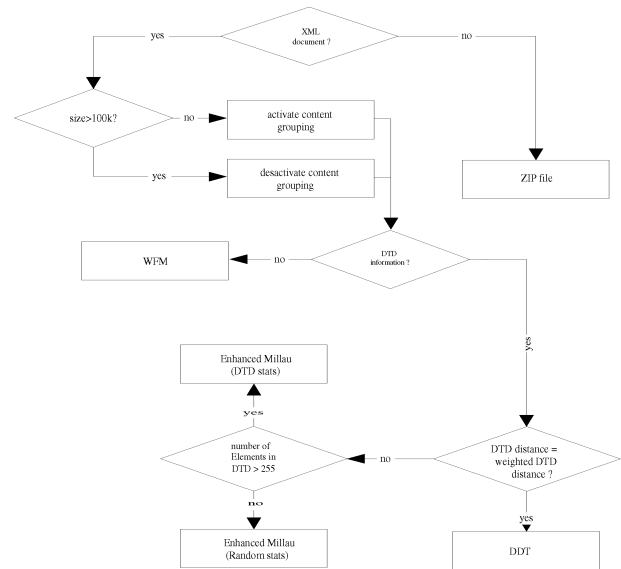 XML
document ?
yes
no
size>100k?
no
activate content
grouping
yes
desactivate content
grouping
ZIP file
WFM
no
DTD
information ?
yes
Enhanced Millau
(DTD stats)
yes
number of
Elements in
DTD > 255
no
DTD distance =
weighted DTD
distance ?
no
yes
Enhanced Millau
(Random stats)
DDT